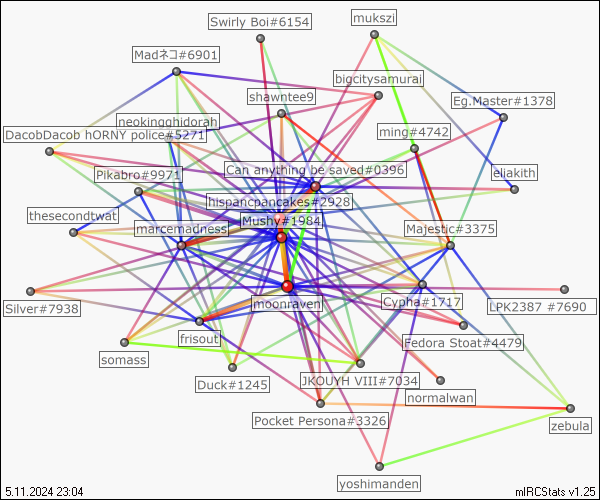 Swirly Boi#6154
mukszi
Madネコ#6901
bigcitysamurai
shawntee9
Eg.Master#1378
neokingghidorah
ming#4742
DacobDacob hORNY police#5271
Can anything be saved#0396
Pikabro#9971
eljakith
hispancpancakes#2928
thesecondtwat
Mushy#1984
marcemadness
Majestic#3375
moonraven
Cypha#1717
Silver#7938
LPK2387 #7690
frisout
Fedora Stoat#4479
somass
JKOUYH VIII#7034
Duck#1245
normalwan
Pocket Persona#3326
zebula
yoshimanden
5.11.2024 23:04
mIRCStats v1.25